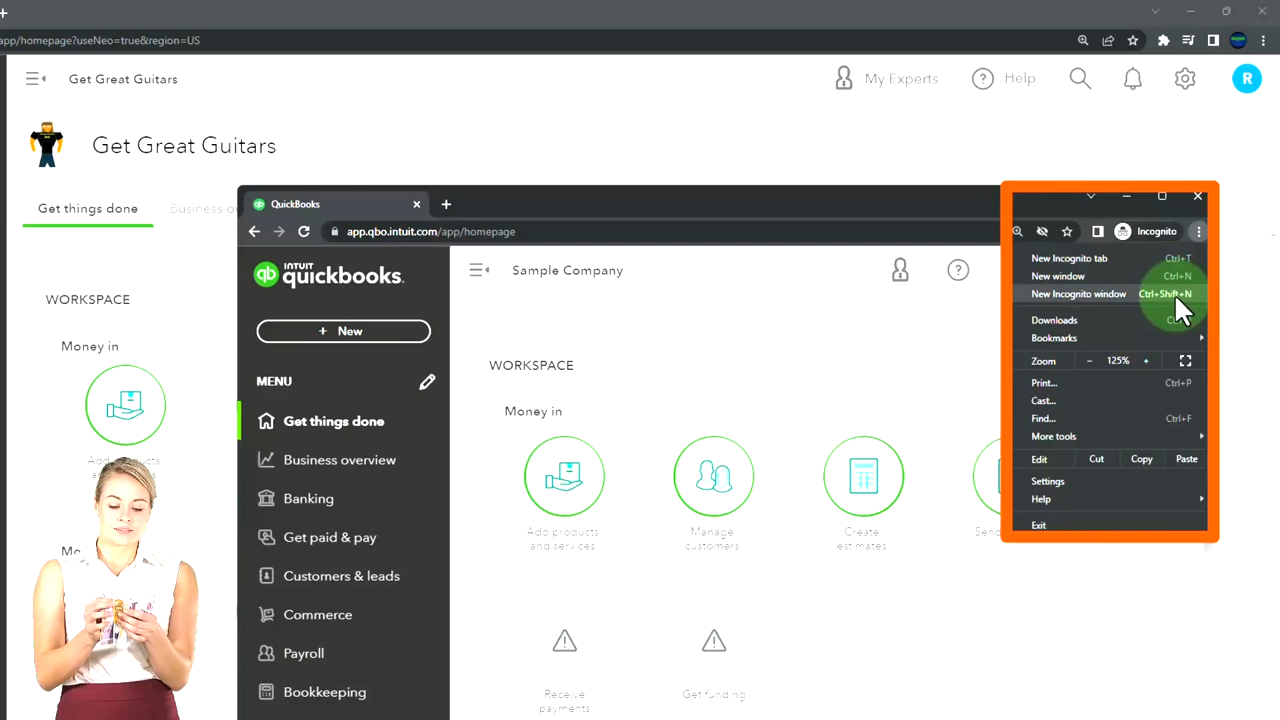 app/homepage?useNeo=true&region=US
Get Great Guitars
My Experts
Help
R
Get Great Guitars
Get things done
Business ov
WORKSPACE
Money in
QuickBooks
app.qbo.intuit.com/app/homepage
INTUIT
quickbooks.
qb
+ New
MENU
Get things done
Business overview
Banking
Get paid & pay
Customers & leads
Commerce
Payroll
Bookkeeping
Sample Company
WORKSPACE
Money in
Add products
and services
Manage
customers
Create
estimates
Send
Receive
payments
Get funding
Incognito
New Incognito tab Ctrl+T
New window Ctrl+N
New Incognito window Ctrl+Shift+N
Downloads
Bookmarks
Zoom - 125% +
Print... Ctrl+P
Cast...
Find... Ctrl+F
More tools
Edit Cut Copy Paste
Settings
Help
Exit